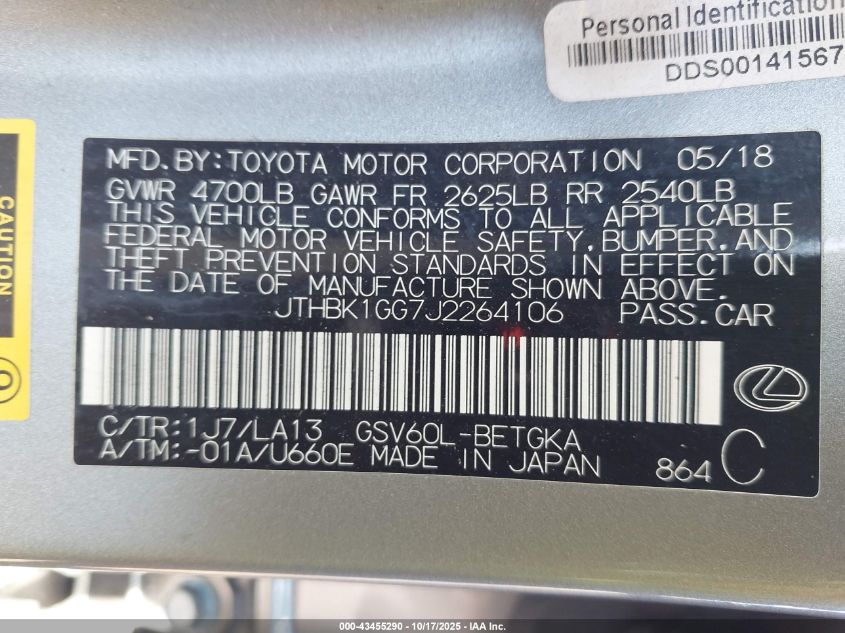 Personal Identification
DDS00141567
CAUTION
MFD.BY:TOYOTA MOTOR CORPORATION 05/18
GVWR 4700LB GAWR FR 2625LB RR 2540LB
THIS VEHICLE CONFORMS TO ALL APPLICABLE
FEDERAL MOTOR VEHICLE SAFETY,BUMPER,AND
THEFT PREVENTION STANDARDS IN EFFECT ON
THE DATE OF MANUFACTURE SHOWN ABOVE.
JTHBK1GG7J2264106 PASS.CAR
C/TR:1J7/LA13 GSV60L-BETGKA
A/TM:-01A/U660E MADE IN JAPAN 864 C
000-43455290 - 10/17/2025 - IAA Inc.